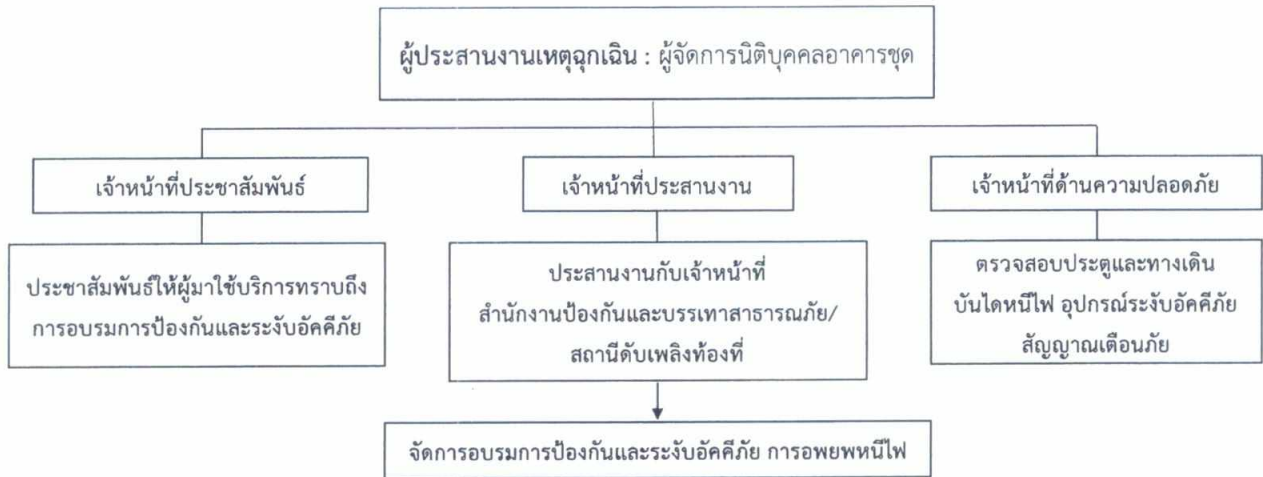 ผู้ประสานงานเหตุฉุกเฉิน : ผู้จัดการนิติบุคคลอาคารชุด
เจ้าหน้าที่ประชาสัมพันธ์
เจ้าหน้าที่ประสานงาน
เจ้าหน้าที่ด้านความปลอดภัย
ประชาสัมพันธ์ให้ผู้มาใช้บริการทราบถึง
การอบรมการป้องกันและระงับอัคคีภัย
ประสานงานกับเจ้าหน้าที่
สำนักงานป้องกันและบรรเทาสาธารณภัย/
สถานีดับเพลิงท้องที่
ตรวจสอบประตูและทางเดิน
บันไดหนีไฟ อุปกรณ์ระงับอัคคีภัย
สัญญาณเตือนภัย
จัดการอบรมการป้องกันและระงับอัคคีภัย การอพยพหนีไฟ